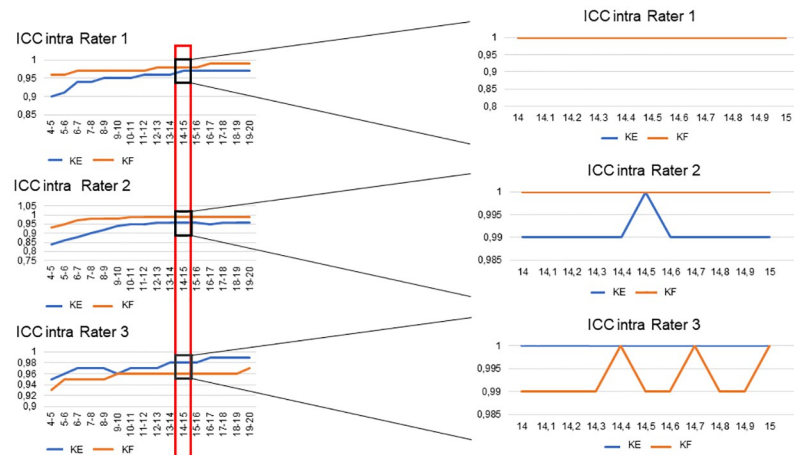 ICC intra Rater 1
1
0,95
0,9
0,85
4-5 5-6 6-7 7-8 8-9 9-10 10-11 11-12 12-13 13-14 14-15 15-16 16-17 17-18 18-19 19-20
KE KF
ICC intra Rater 1
1
0,95
0,9
0,85
0,8
14 14,1 14,2 14,3 14,4 14,5 14,6 14,7 14,8 14,9 15
KE KF
ICC intra Rater 2
1,05
1
0,95
0,9
0,85
0,8
0,75
4-5 5-6 6-7 7-8 8-9 9-10 10-11 11-12 12-13 13-14 14-15 15-16 16-17 17-18 18-19 19-20
KE KF
ICC intra Rater 2
1
0,995
0,99
0,985
14 14,1 14,2 14,3 14,4 14,5 14,6 14,7 14,8 14,9 15
KE KF
ICC intra Rater 3
1
0,98
0,96
0,94
0,92
0,9
4-5 5-6 6-7 7-8 8-9 9-10 10-11 11-12 12-13 13-14 14-15 15-16 16-17 17-18 18-19 19-20
KE KF
ICC intra Rater 3
1
0,995
0,99
0,985
14 14,1 14,2 14,3 14,4 14,5 14,6 14,7 14,8 14,9 15
KE KF